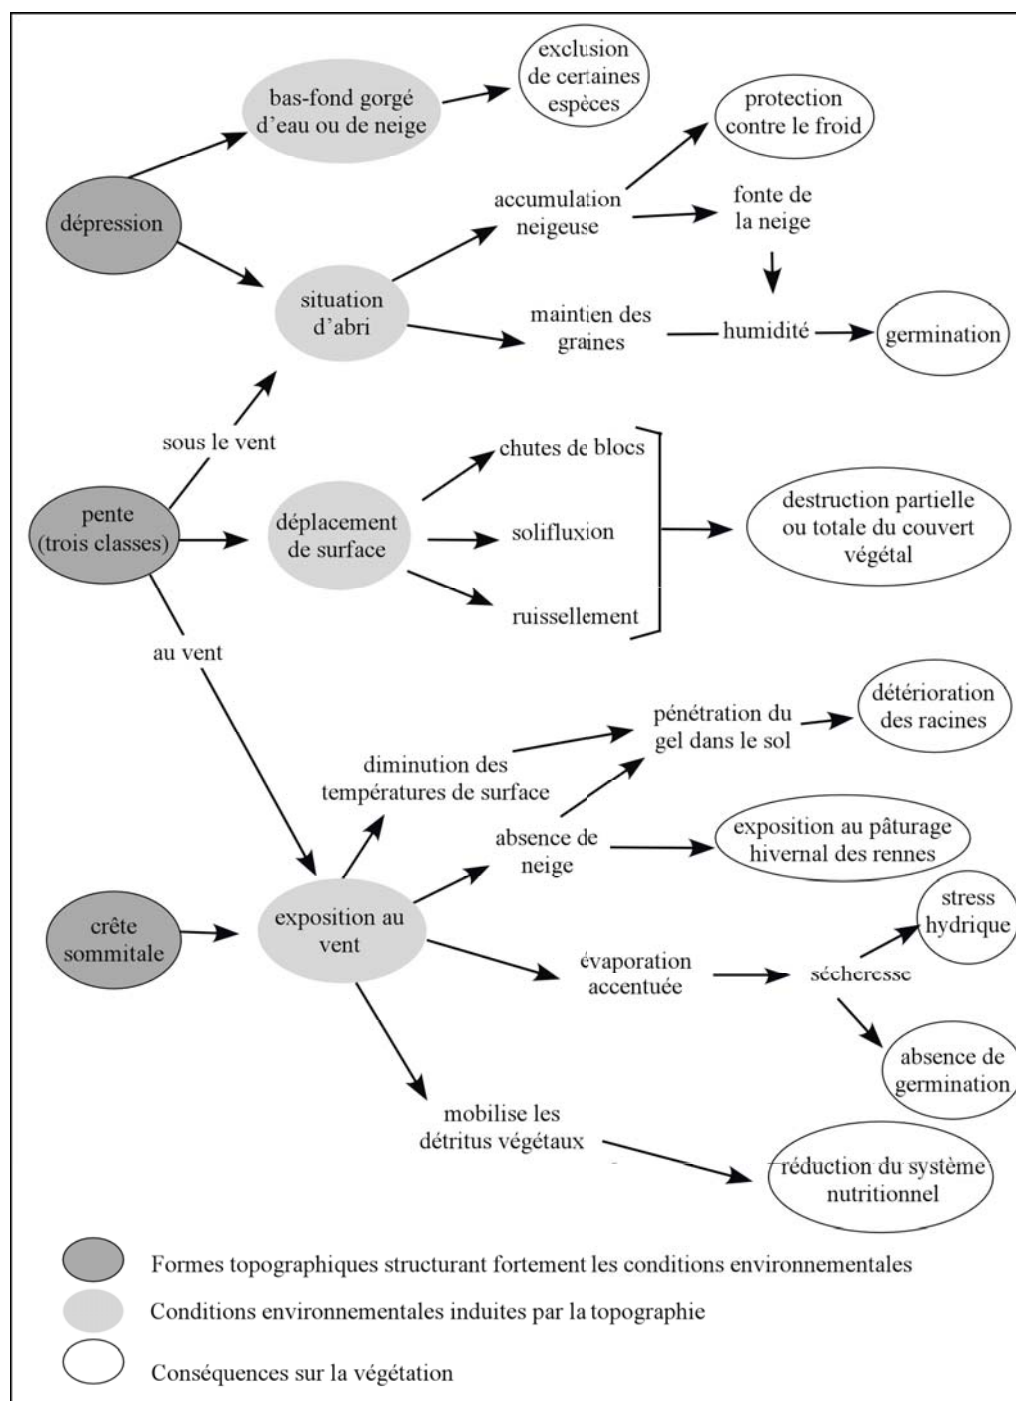 exclusion
de certaines
espèces
bas-fond gorgé
d'eau ou de neige
protection
contre le froid
dépression
accumulation
neigeuse
fonte de
la neige
situation
d'abri
maintien des
graines
humidité
germination
sous le vent
chutes de blocs
pente
(trois classes)
déplacement
de surface
solifluxion
destruction partielle
ou totale du couvert
végétal
ruissellement
au vent
pénétration du
gel dans le sol
détérioration
des racines
diminution des
températures de surface
absence de
neige
exposition au pâturage
hivernal des rennes
crête
sommitale
exposition au
vent
stress
hydrique
évaporation
accentuée
sécheresse
absence de
germination
mobilise les
détritus végétaux
réduction du système
nutritionnel
Formes topographiques structurant fortement les conditions environnementales
Conditions environnementales induites par la topographie
Conséquences sur la végétation